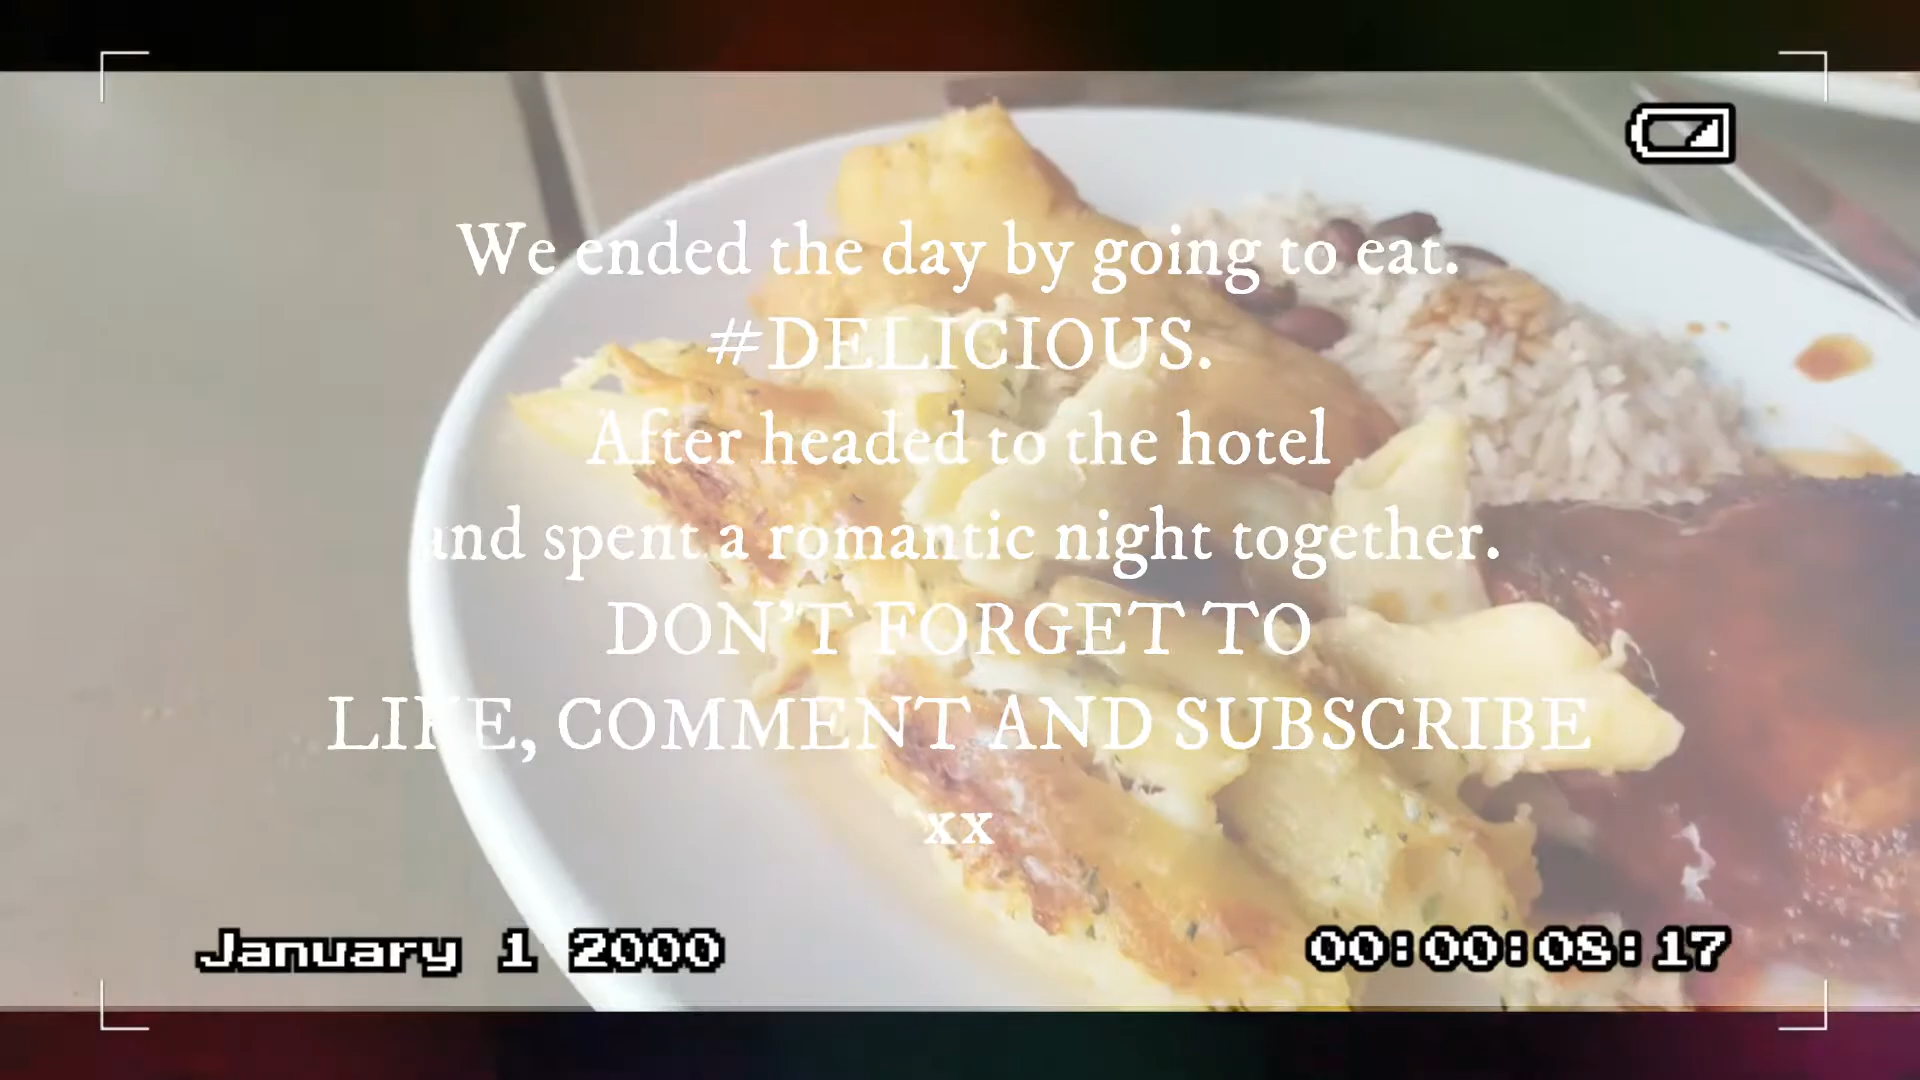 We ended the day by going to eat.
#DELICIOUS.
After headed to the hotel
and spent a romantic night together.
DON'T FORGET TO
LIKE, COMMENT AND SUBSCRIBE
xx
January 1 2000
00:00:08:17